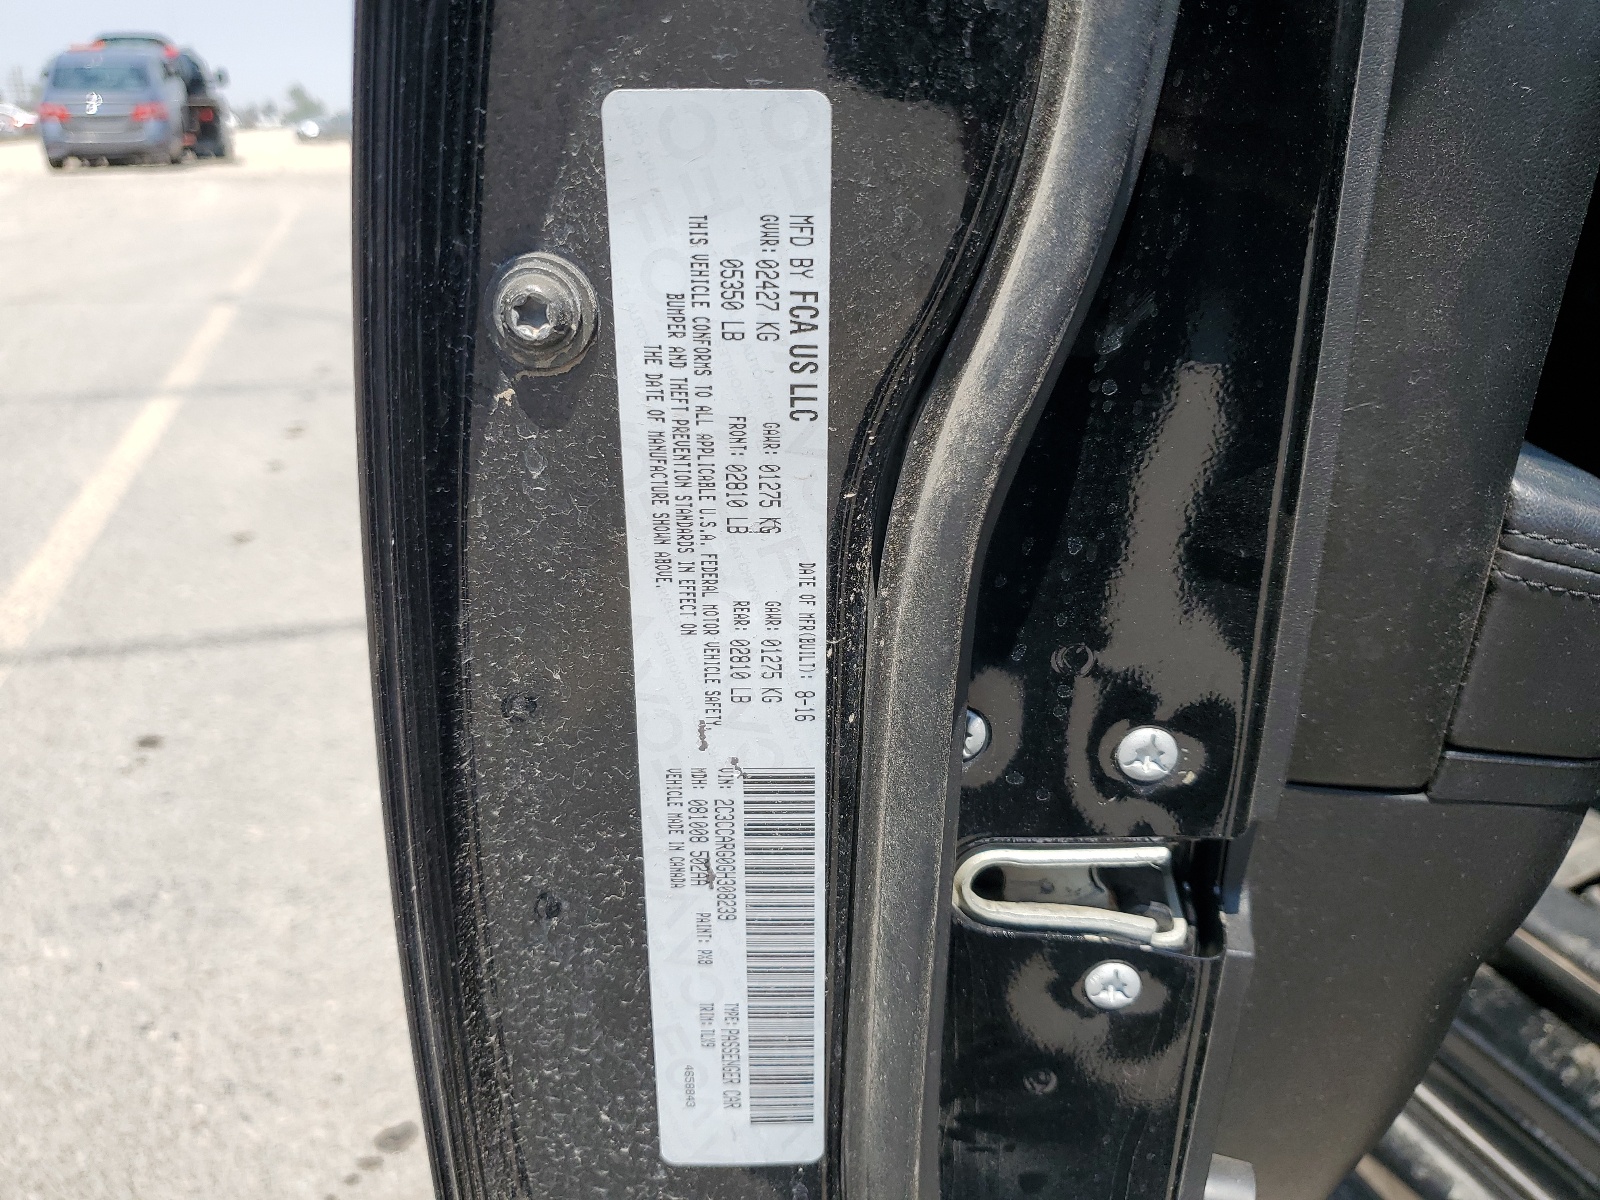 MFD BY FCA US LLC
DATE OF MFR(BUILT): 8-16
GVWR: 02427 KG
GAWR: 01275 KG
GAWR: 01275 KG
05350 LB
FRONT: 02810 LB
REAR: 02810 LB
THIS VEHICLE CONFORMS TO ALL APPLICABLE U.S.A. FEDERAL MOTOR VEHICLE SAFETY,
BUMPER AND THEFT PREVENTION STANDARDS IN EFFECT ON
THE DATE OF MANUFACTURE SHOWN ABOVE.
VIN: 2C3CCARG0GH308239
TYPE: PASSENGER CAR
MDH: 081008 502AA
PAINT: PX8
TRIM: MLX9
VEHICLE MADE IN CANADA
4658843